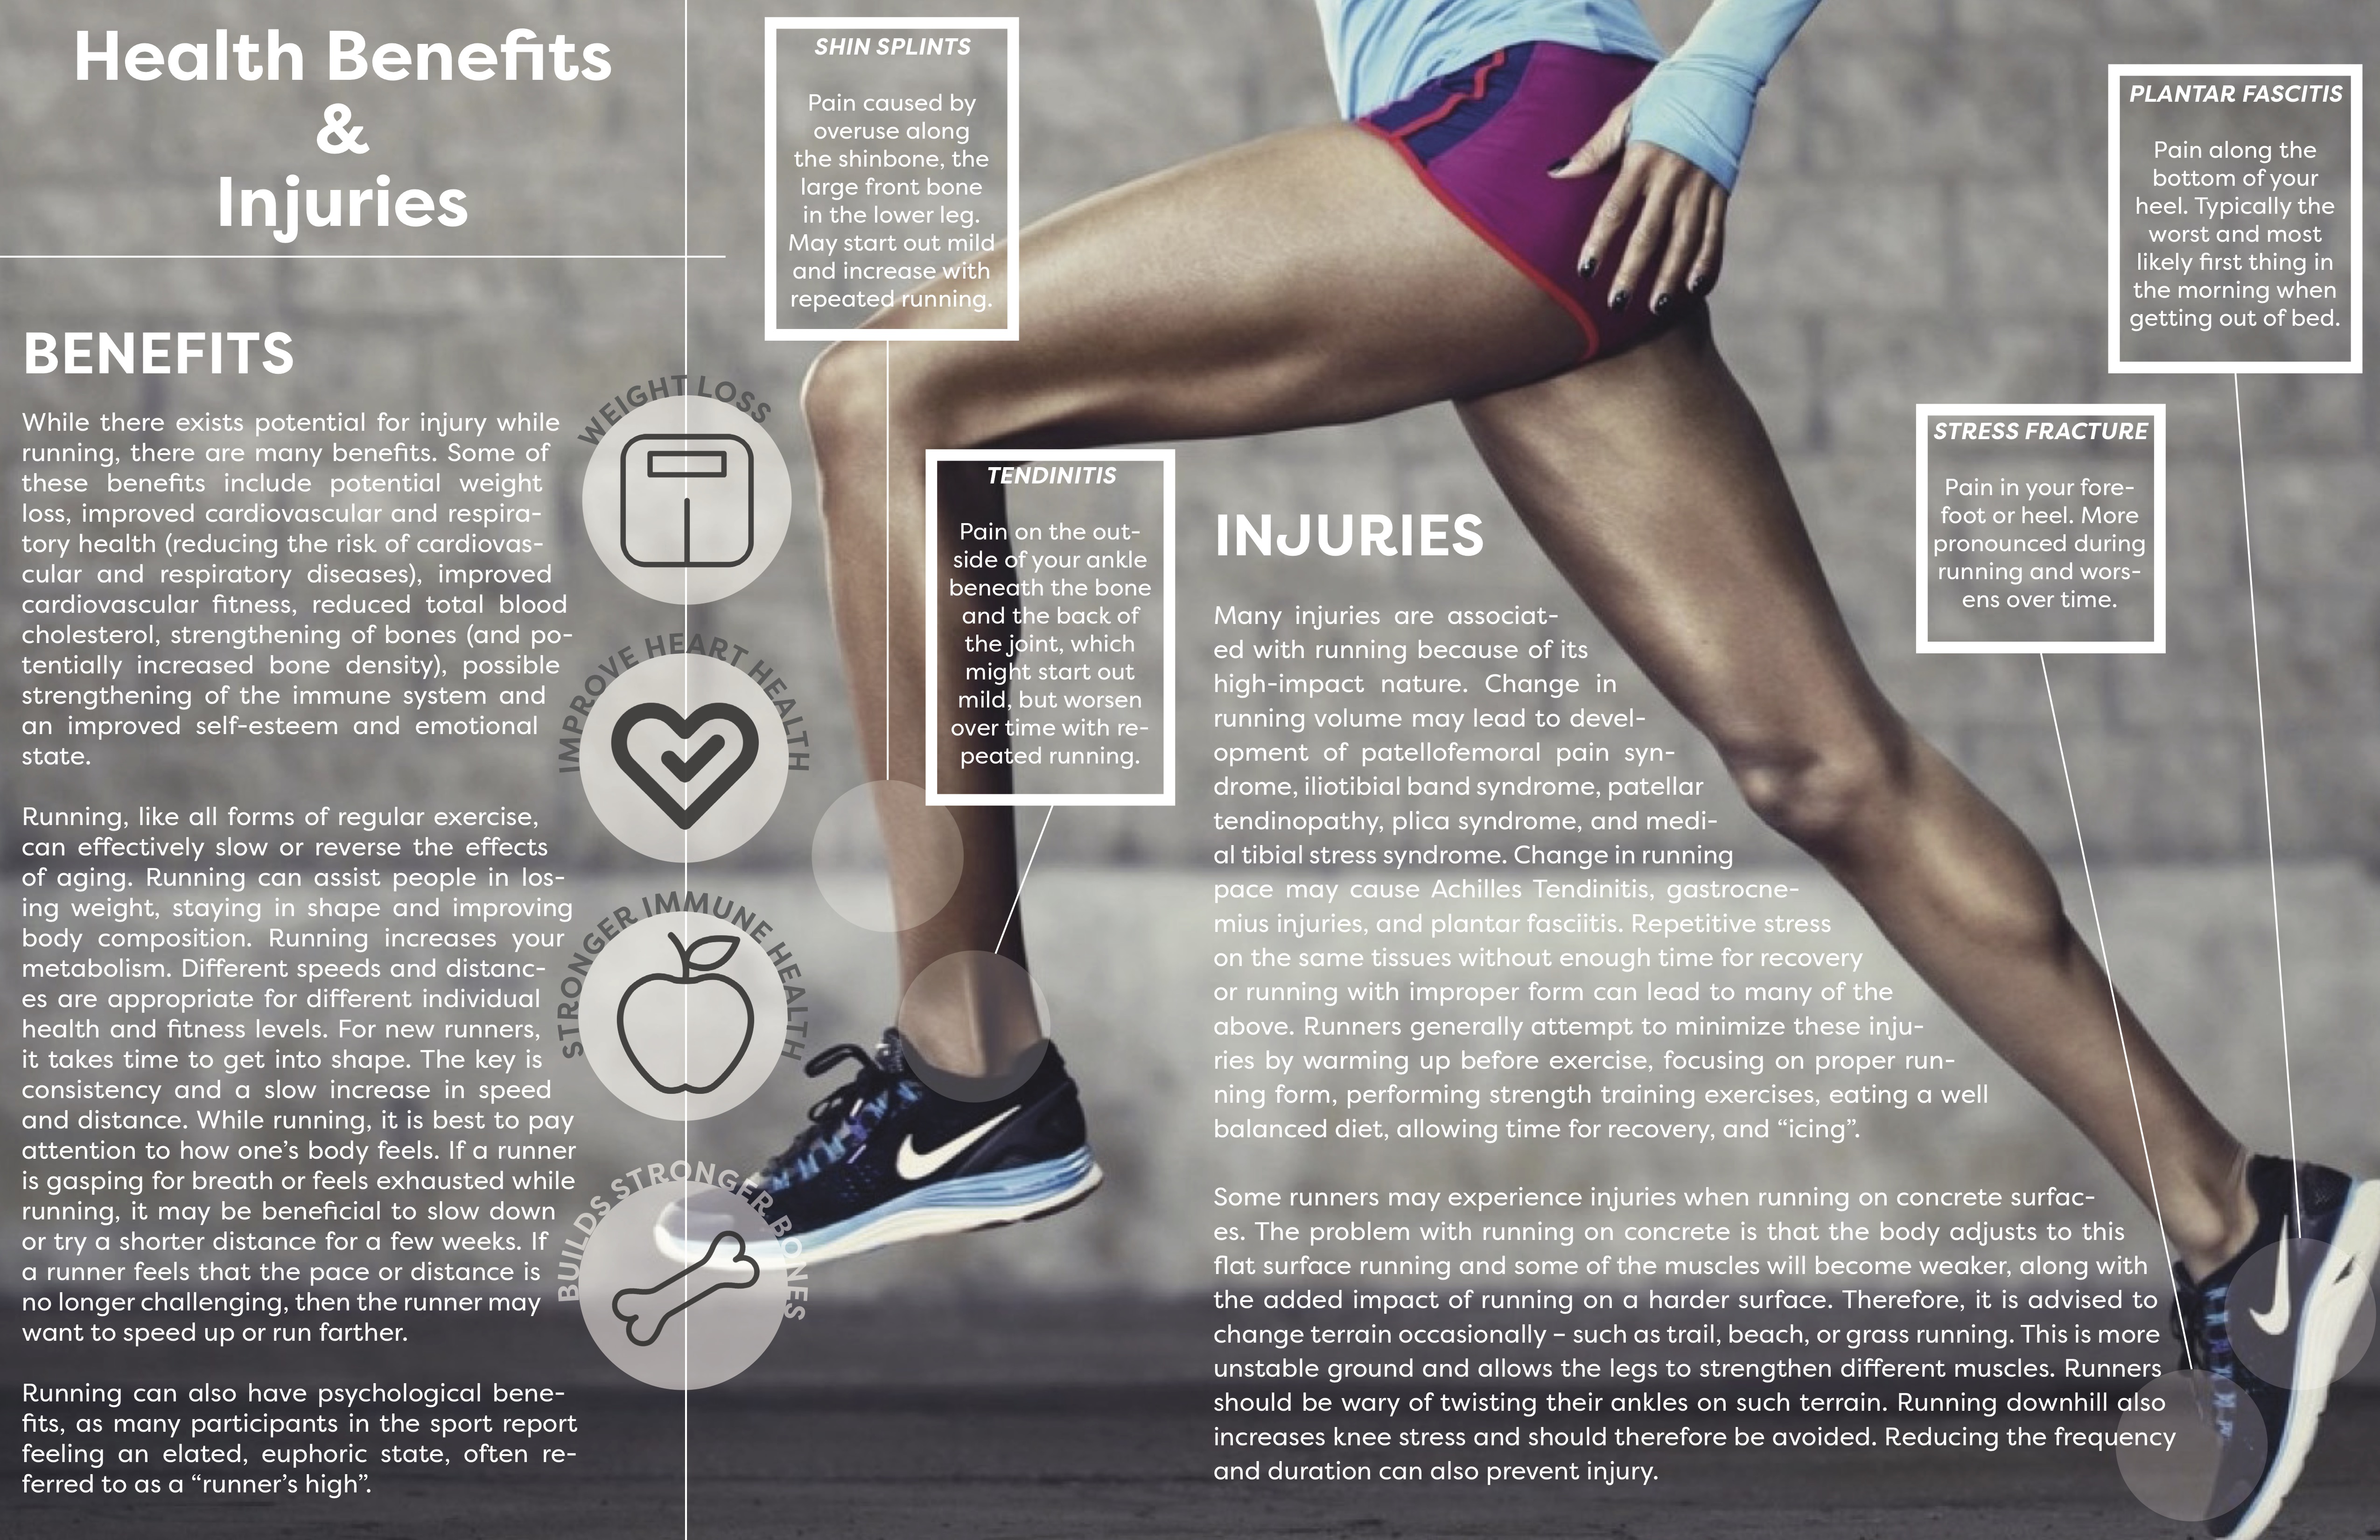 Health Benefits
&
Injuries
BENEFITS
While there exists potential for injury while
running, there are many benefits. Some of
these benefits include potential weight
loss, improved cardiovascular and respira-
tory health (reducing the risk of cardiovas-
cular and respiratory diseases), improved
cardiovascular fitness, reduced total blood
cholesterol, strengthening of bones (and po-
tentially increased bone density), possible
strengthening of the immune system and
an improved self-esteem and emotional
state.
Running, like all forms of regular exercise,
can effectively slow or reverse the effects
of aging. Running can assist people in los-
ing weight, staying in shape and improving
body composition. Running increases your
metabolism. Different speeds and distanc-
es are appropriate for different individual
health and fitness levels. For new runners,
it takes time to get into shape. The key is
consistency and a slow increase in speed
and distance. While running, it is best to pay
attention to how one’s body feels. If a runner
is gasping for breath or feels exhausted while
running, it may be beneficial to slow down
or try a shorter distance for a few weeks. If
a runner feels that the pace or distance is
no longer challenging, then the runner may
want to speed up or run farther.
Running can also have psychological bene-
fits, as many participants in the sport report
feeling an elated, euphoric state, often re-
ferred to as a “runner’s high”.
WEIGHT LOSS
IMPROVE HEART HEALTH
STRONGER IMMUNE HEALTH
BUILDS STRONGER BONES
SHIN SPLINTS
Pain caused by
overuse along
the shinbone, the
large front bone
in the lower leg.
May start out mild
and increase with
repeated running.
TENDINITIS
Pain on the out-
side of your ankle
beneath the bone
and the back of
the joint, which
might start out
mild, but worsen
over time with re-
peated running.
INJURIES
Many injuries are associat-
ed with running because of its
high-impact nature. Change in
running volume may lead to devel-
opment of patellofemoral pain syn-
drome, iliotibial band syndrome, patellar
tendinopathy, plica syndrome, and medi-
al tibial stress syndrome. Change in running
pace may cause Achilles Tendinitis, gastrocne-
mius injuries, and plantar fasciitis. Repetitive stress
on the same tissues without enough time for recovery
or running with improper form can lead to many of the
above. Runners generally attempt to minimize these inju-
ries by warming up before exercise, focusing on proper run-
ning form, performing strength training exercises, eating a well
balanced diet, allowing time for recovery, and “icing”.
Some runners may experience injuries when running on concrete surfac-
es. The problem with running on concrete is that the body adjusts to this
flat surface running and some of the muscles will become weaker, along with
the added impact of running on a harder surface. Therefore, it is advised to
change terrain occasionally – such as trail, beach, or grass running. This is more
unstable ground and allows the legs to strengthen different muscles. Runners
should be wary of twisting their ankles on such terrain. Running downhill also
increases knee stress and should therefore be avoided. Reducing the frequency
and duration can also prevent injury.
STRESS FRACTURE
Pain in your fore-
foot or heel. More
pronounced during
running and wors-
ens over time.
PLANTAR FASCITIS
Pain along the
bottom of your
heel. Typically the
worst and most
likely first thing in
the morning when
getting out of bed.